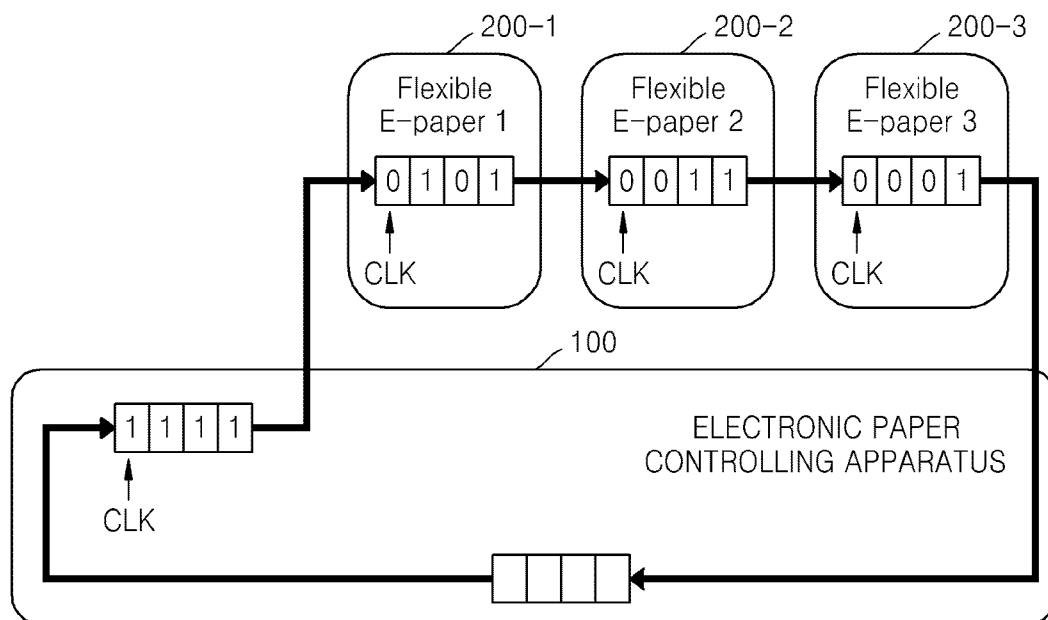 200-1
200-2
200-3
Flexible
E-paper 1
Flexible
E-paper 2
Flexible
E-paper 3
0 1 0 1
0 0 1 1
0 0 0 1
CLK
CLK
CLK
100
1 1 1 1
ELECTRONIC PAPER
CONTROLLING APPARATUS
CLK